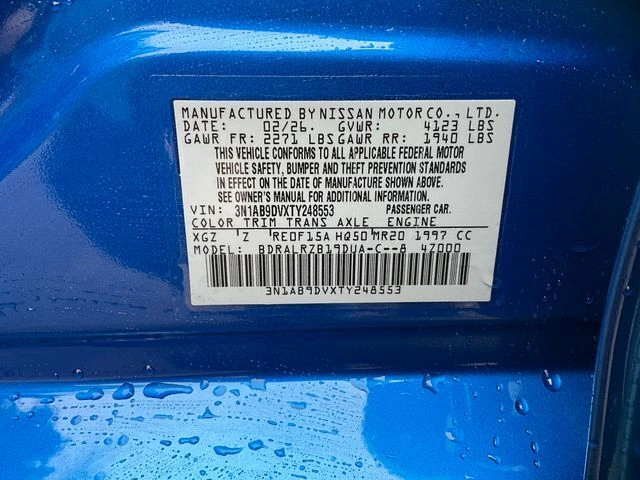 MANUFACTURED BY NISSAN MOTOR CO., LTD.
DATE: 02/26. GVWR: 4123 LBS
GAWR FR: 2271 LBS GAWR RR: 1940 LBS
THIS VEHICLE CONFORMS TO ALL APPLICABLE FEDERAL MOTOR
VEHICLE SAFETY, BUMPER AND THEFT PREVENTION STANDARDS
IN EFFECT ON THE DATE OF MANUFACTURE SHOWN ABOVE.
SEE OWNER'S MANUAL FOR ADDITIONAL INFORMATION.
VIN: 3N1AB9DVXTY248553 PASSENGER CAR.
COLOR TRIM TRANS AXLE ENGINE
XGZ Z RE0F15A HQ50 MR20 1997 CC
MODEL: BDRALRZB19DUA-C--8 4Z000
3N1AB9DVXTY248553